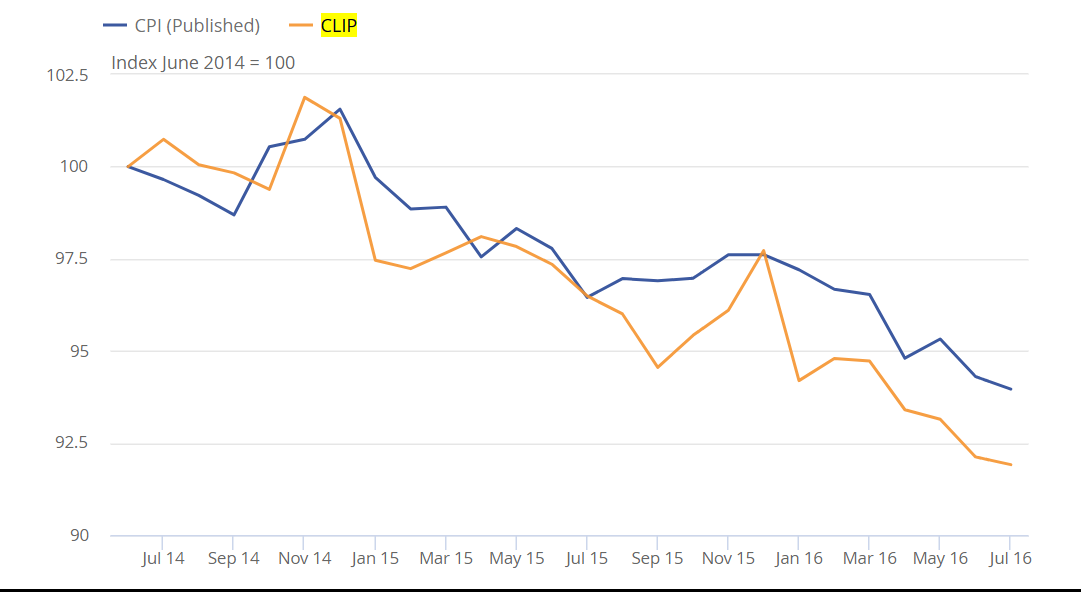 CPI (Published) CLIP
Index June 2014 = 100
102.5
100
97.5
95
92.5
90
Jul 14 Sep 14 Nov 14 Jan 15 Mar 15 May 15 Jul 15 Sep 15 Nov 15 Jan 16 Mar 16 May 16 Jul 16